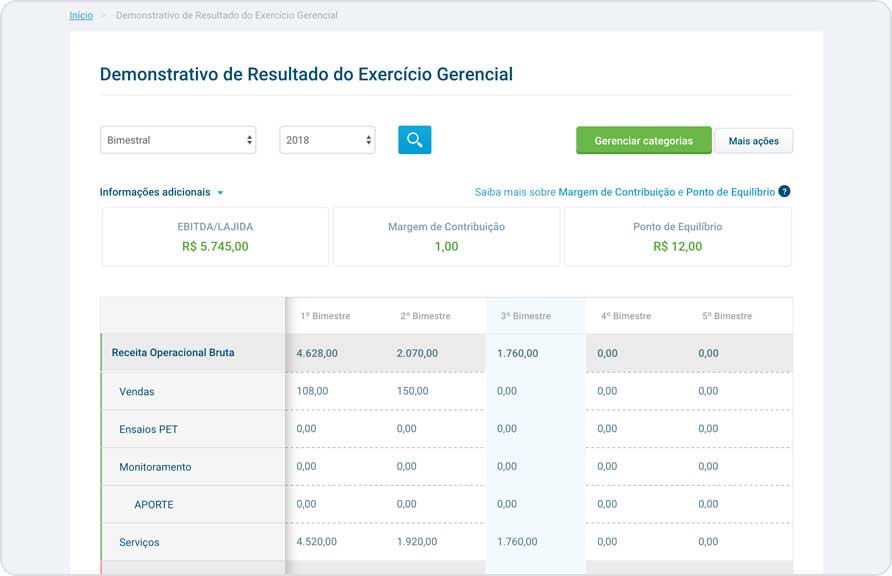 Início > Demonstrativo de Resultado do Exercício Gerencial
Demonstrativo de Resultado do Exercício Gerencial
Bimestral 2018 Gerenciar categorias Mais ações
Informações adicionais Saiba mais sobre Margem de Contribuição e Ponto de Equilíbrio ?
EBITDA/LAJIDA Margem de Contribuição Ponto de Equilíbrio
R$ 5.745,00 1,00 R$ 12,00
1º Bimestre 2º Bimestre 3º Bimestre 4º Bimestre 5º Bimestre
Receita Operacional Bruta 4.628,00 2.070,00 1.760,00 0,00 0,00
Vendas 108,00 150,00 0,00 0,00 0,00
Ensaios PET 0,00 0,00 0,00 0,00 0,00
Monitoramento 0,00 0,00 0,00 0,00 0,00
APORTE 0,00 0,00 0,00 0,00 0,00
Serviços 4.520,00 1.920,00 1.760,00 0,00 0,00